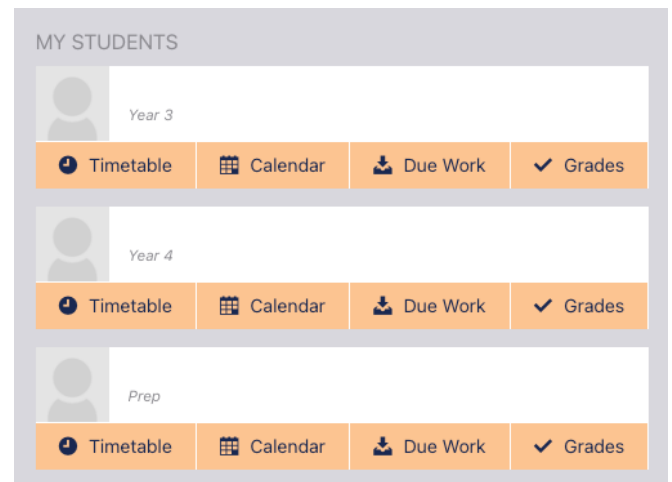 MY STUDENTS
Year 3
Timetable Calendar Due Work Grades
Year 4
Timetable Calendar Due Work Grades
Prep
Timetable Calendar Due Work Grades